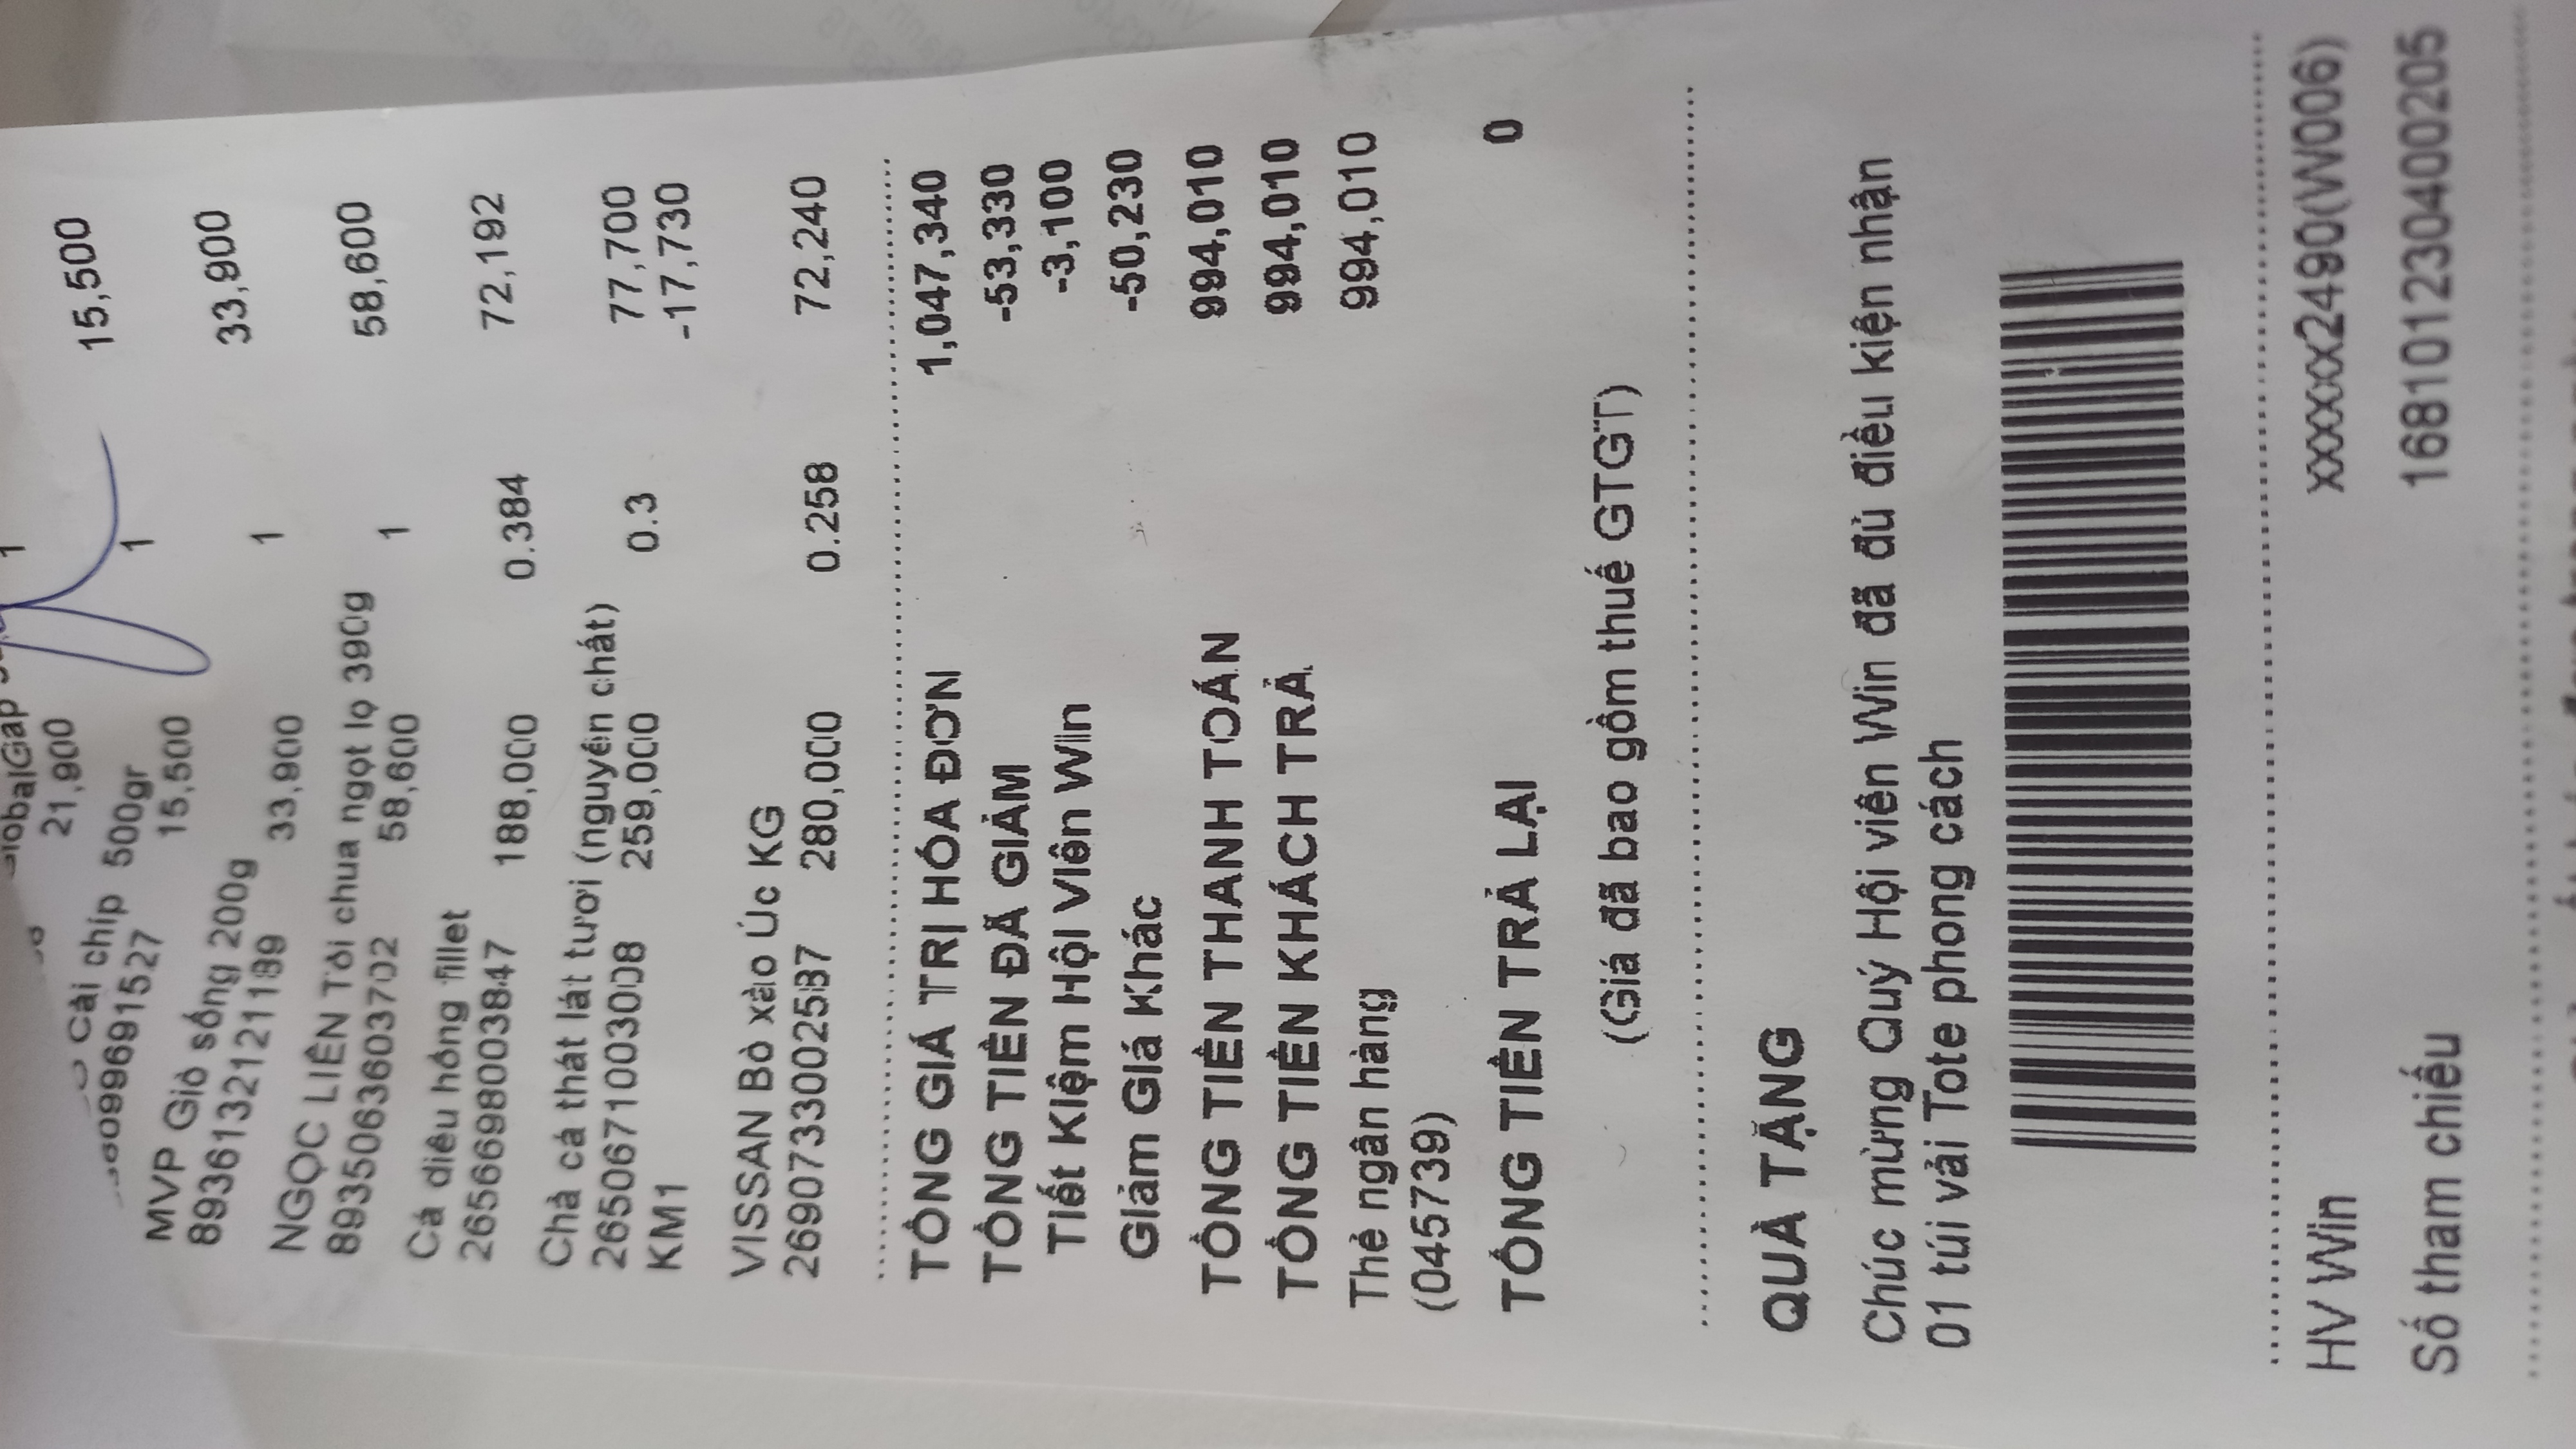 GlobalGap 1
21,900
Cải chíp 500gr 15,500
6099691527 15,500 1
MVP Giò sống 200g 33,900
8936132121189 33,900 1
NGỌC LIÊN Tỏi chua ngọt lọ 390g
8935063603702 58,600 1 58,600
Cá diêu hồng fillet
2656698003847 188,000 0.384 72,192
Chả cá thát lát tươi (nguyên chất)
2650671003008 259,000 0.3 77,700
KM1 -17,730
VISSAN Bò xào Úc KG
2690733002587 280,000 0.258 72,240
TỔNG GIÁ TRỊ HÓA ĐƠN 1,047,340
TỔNG TIỀN ĐÃ GIẢM -53,330
Tiết Kiệm Hội Viên Win -3,100
Giảm Giá Khác -50,230
TỔNG TIỀN THANH TOÁN 994,010
TỔNG TIỀN KHÁCH TRẢ 994,010
Thẻ ngân hàng 994,010
(045739)
TỔNG TIỀN TRẢ LẠI 0
(Giá đã bao gồm thuế GTGT)
QUÀ TẶNG
Chúc mừng Quý Hội viên Win đã đủ điều kiện nhận
01 túi vải Tote phong cách
HV Win xxxxxx2490(W006)
Số tham chiếu 168101230400205